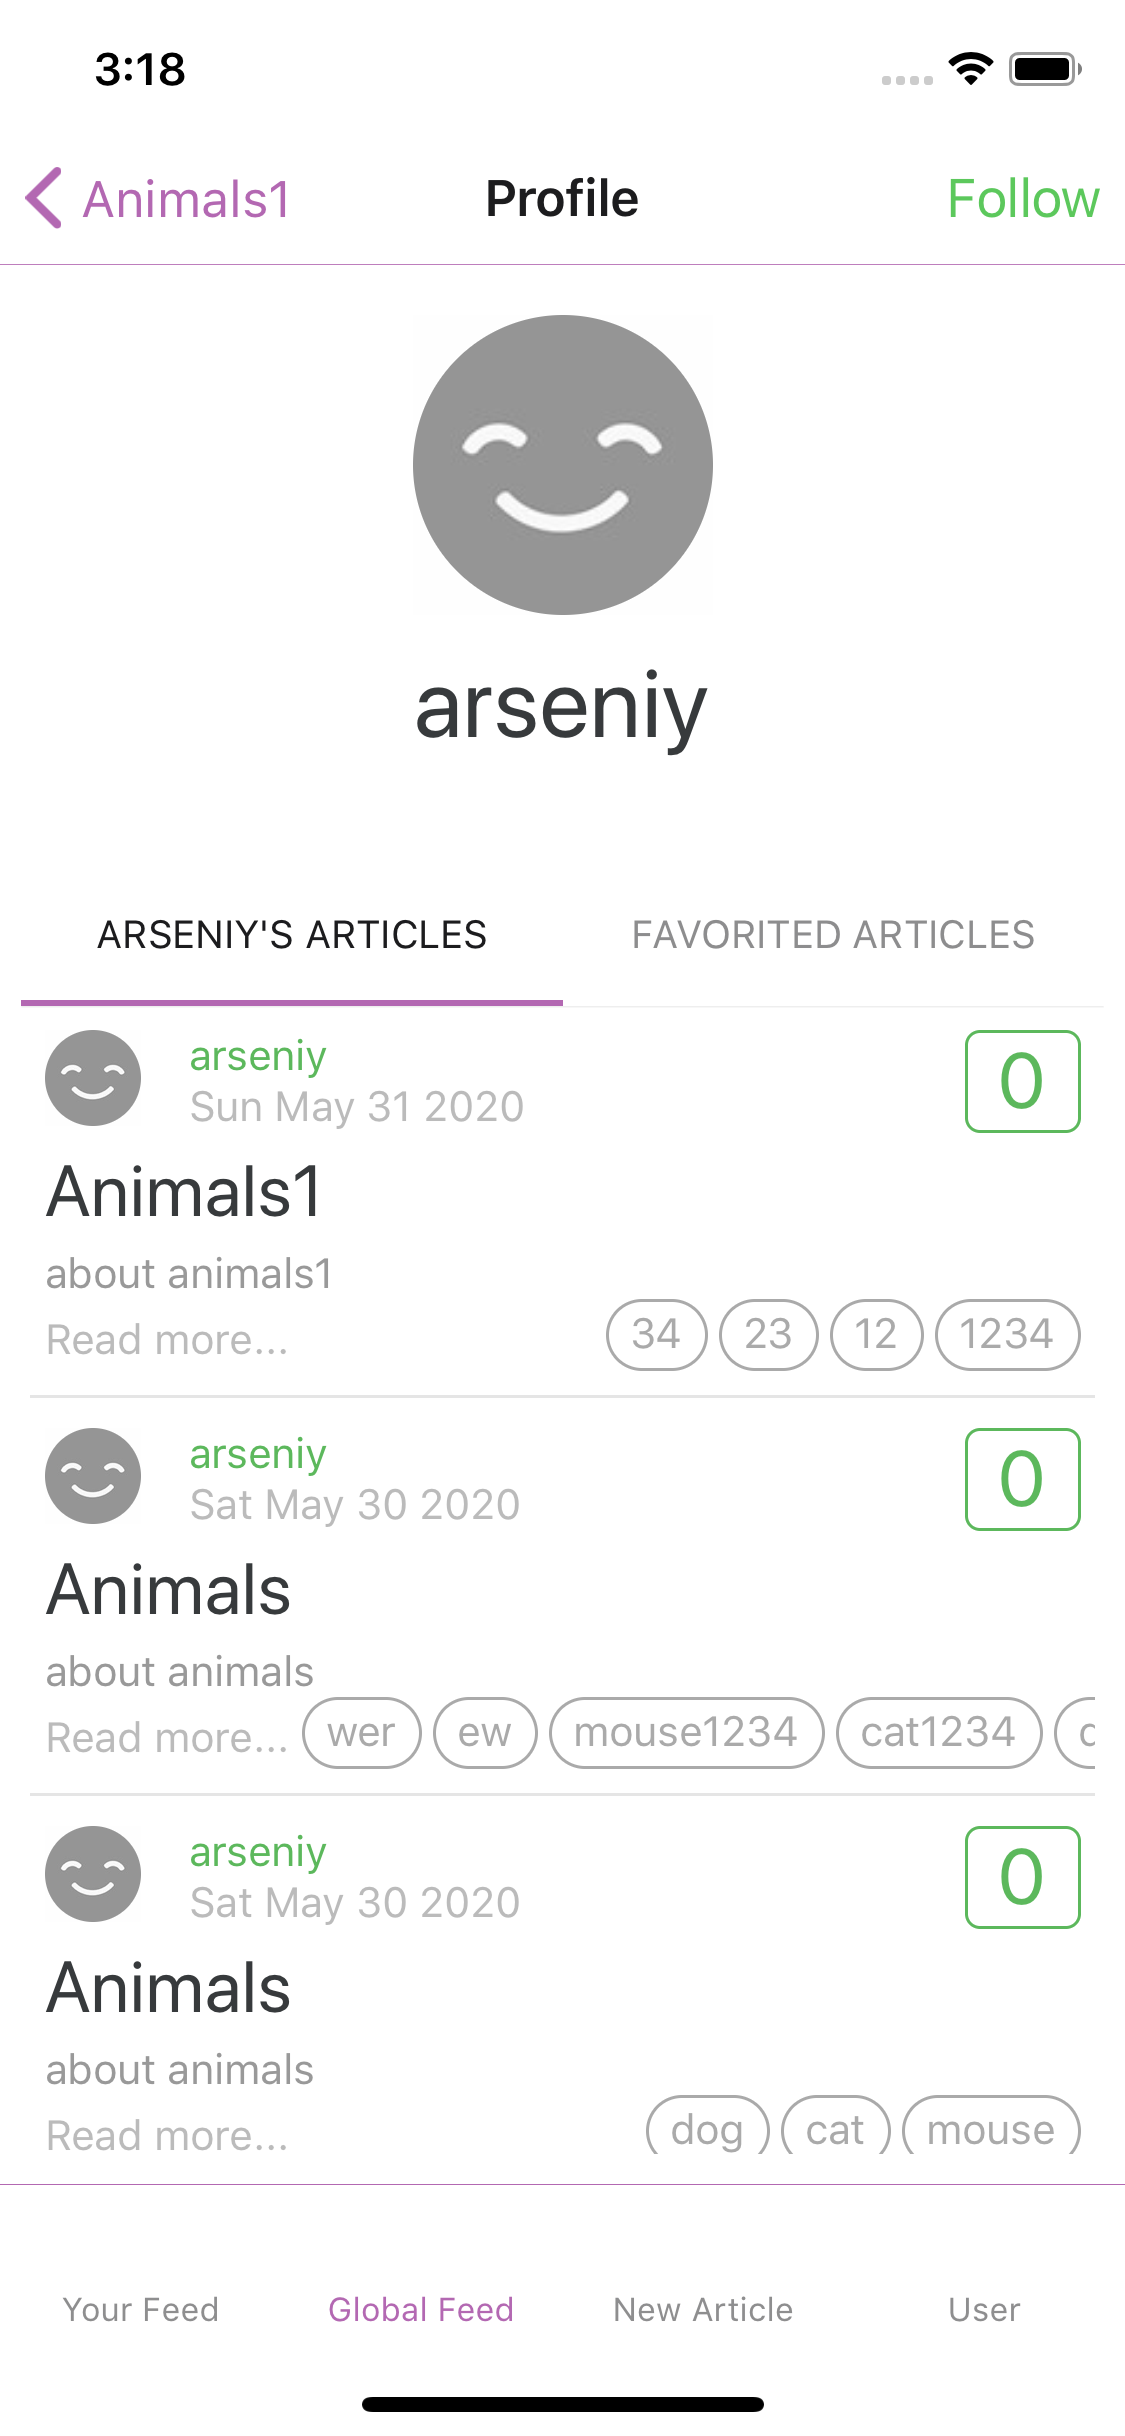 3:18
Animals1 Profile Follow
arseniy
ARSENIY'S ARTICLES FAVORITED ARTICLES
arseniy
Sun May 31 2020
0
Animals1
about animals1
Read more... 34 23 12 1234
arseniy
Sat May 30 2020
0
Animals
about animals
Read more... wer ew mouse1234 cat1234
arseniy
Sat May 30 2020
0
Animals
about animals
Read more... dog cat mouse
Your Feed Global Feed New Article User